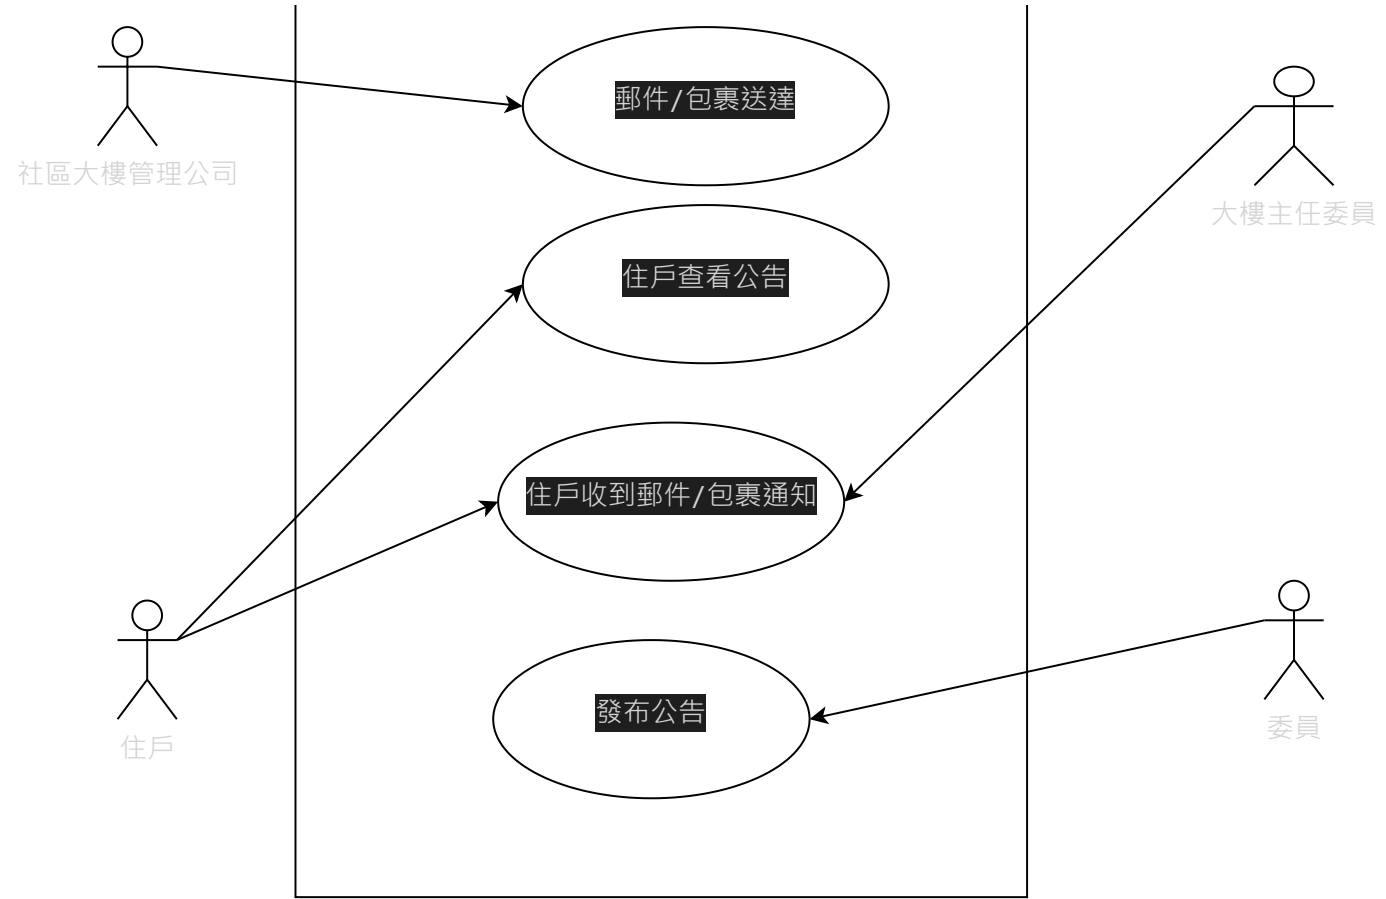 郵件/包裹送達
社區大樓管理公司
大樓主任委員
住戶查看公告
住戶收到郵件/包裹通知
發布公告
住戶
委員